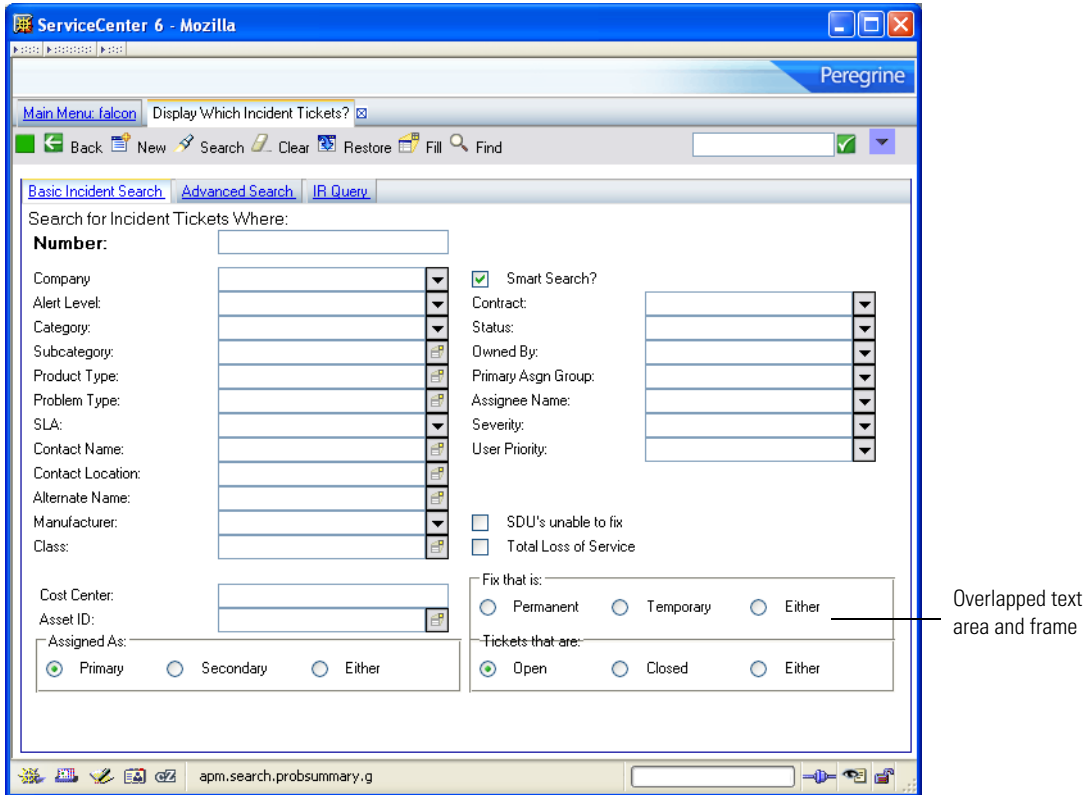 ServiceCenter 6 - Mozilla
Peregrine
Main Menu: falcon Display Which Incident Tickets?
Back New Search Clear Restore Fill Find
Basic Incident Search Advanced Search IR Query
Search for Incident Tickets Where:
Number:
Company Smart Search?
Alert Level: Contract:
Category: Status:
Subcategory: Owned By:
Product Type: Primary Asgn Group:
Problem Type: Assignee Name:
SLA: Severity:
Contact Name: User Priority:
Contact Location:
Alternate Name:
Manufacturer: SDU's unable to fix
Class: Total Loss of Service
Fix that is:
Cost Center:
Permanent Temporary Either
Asset ID:
Assigned As: Tickets that are:
Primary Secondary Either Open Closed Either
Overlapped text
area and frame
apm.search.probsummary.g